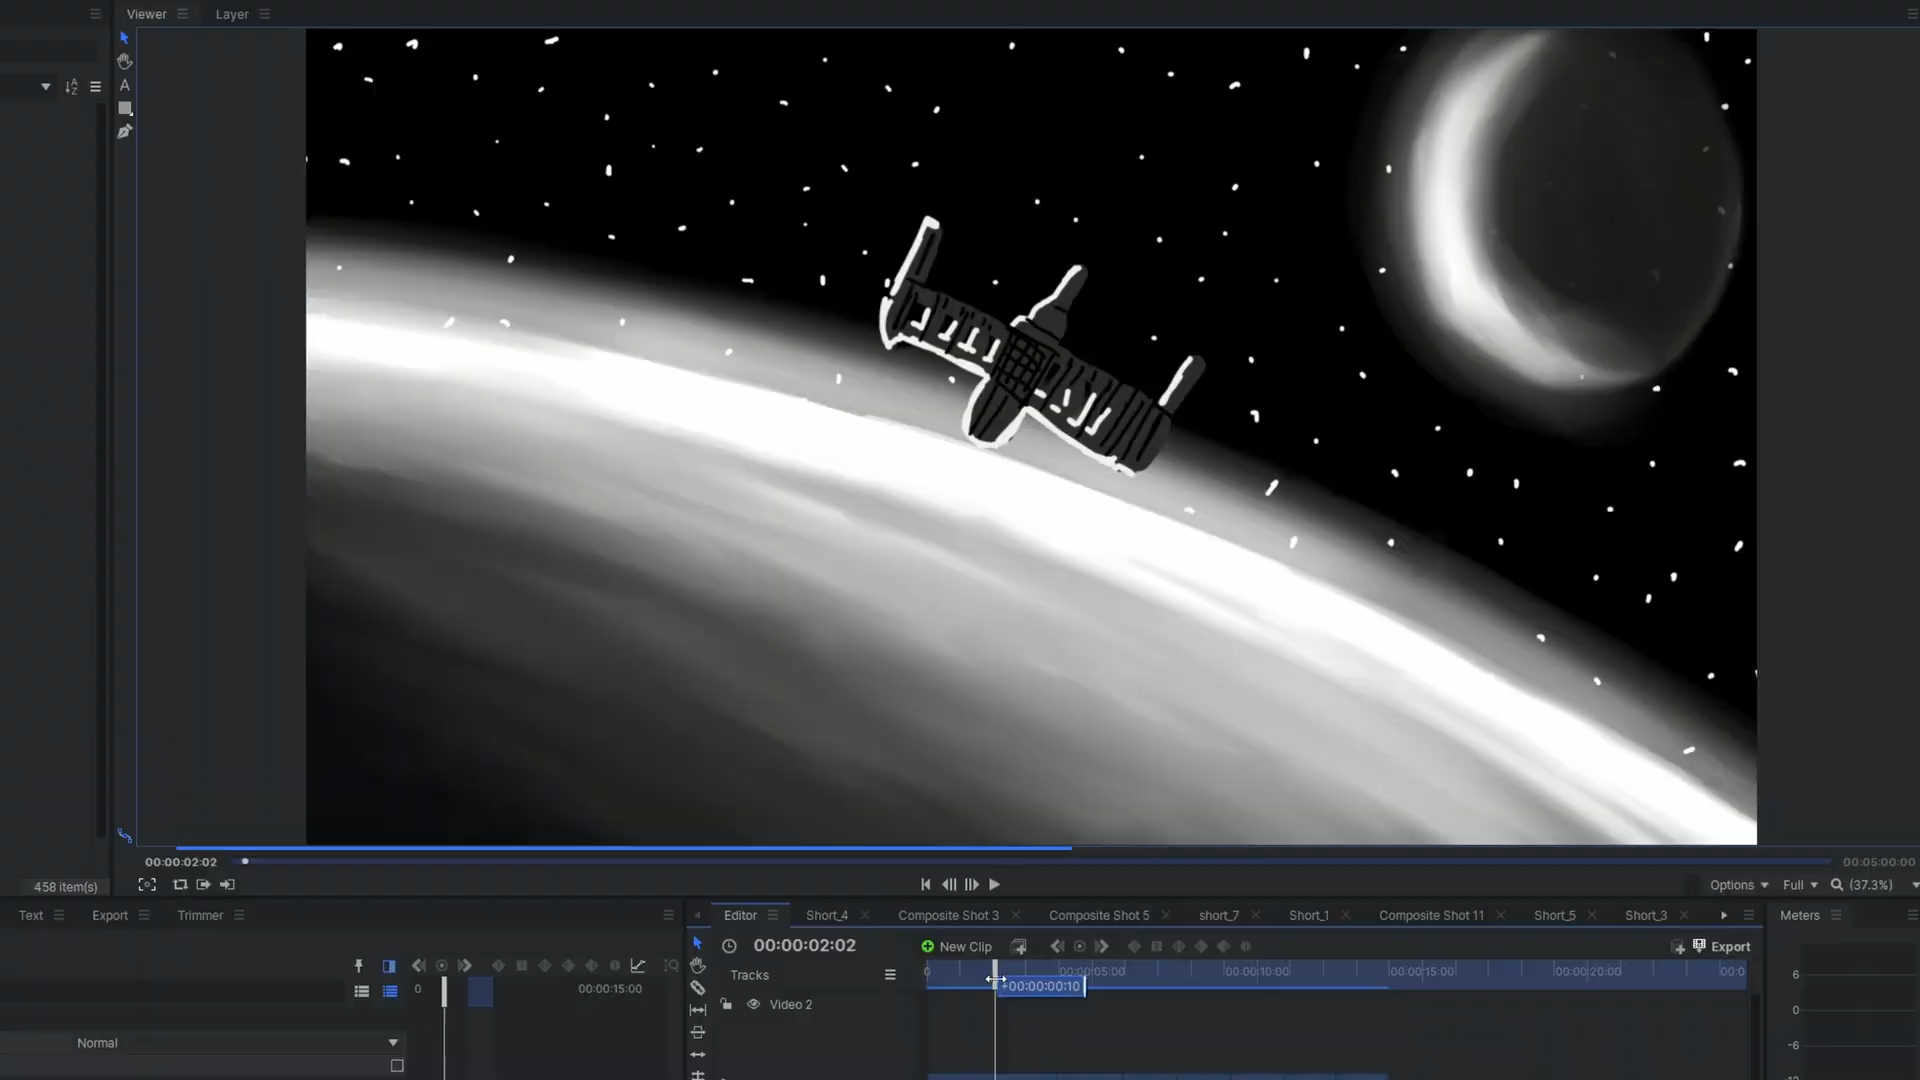 Viewer
Layer
A
00:00:02:02
00:05:00:00
458 item(s)
Options
Full
(37.3%)
Text
Export
Trimmer
Editor
Short_4
Composite Shot 3
Composite Shot 5
short_7
Short_1
Composite Shot 11
Short_5
Short_3
Meters
00:00:02:02
New Clip
Export
0
00:00:05:00
00:00:10:00
00:00:15:00
00:00:20:00
00:0
Tracks
+00:00:00:10
0
00:00:15:00
Video 2
Normal
6
0
-6